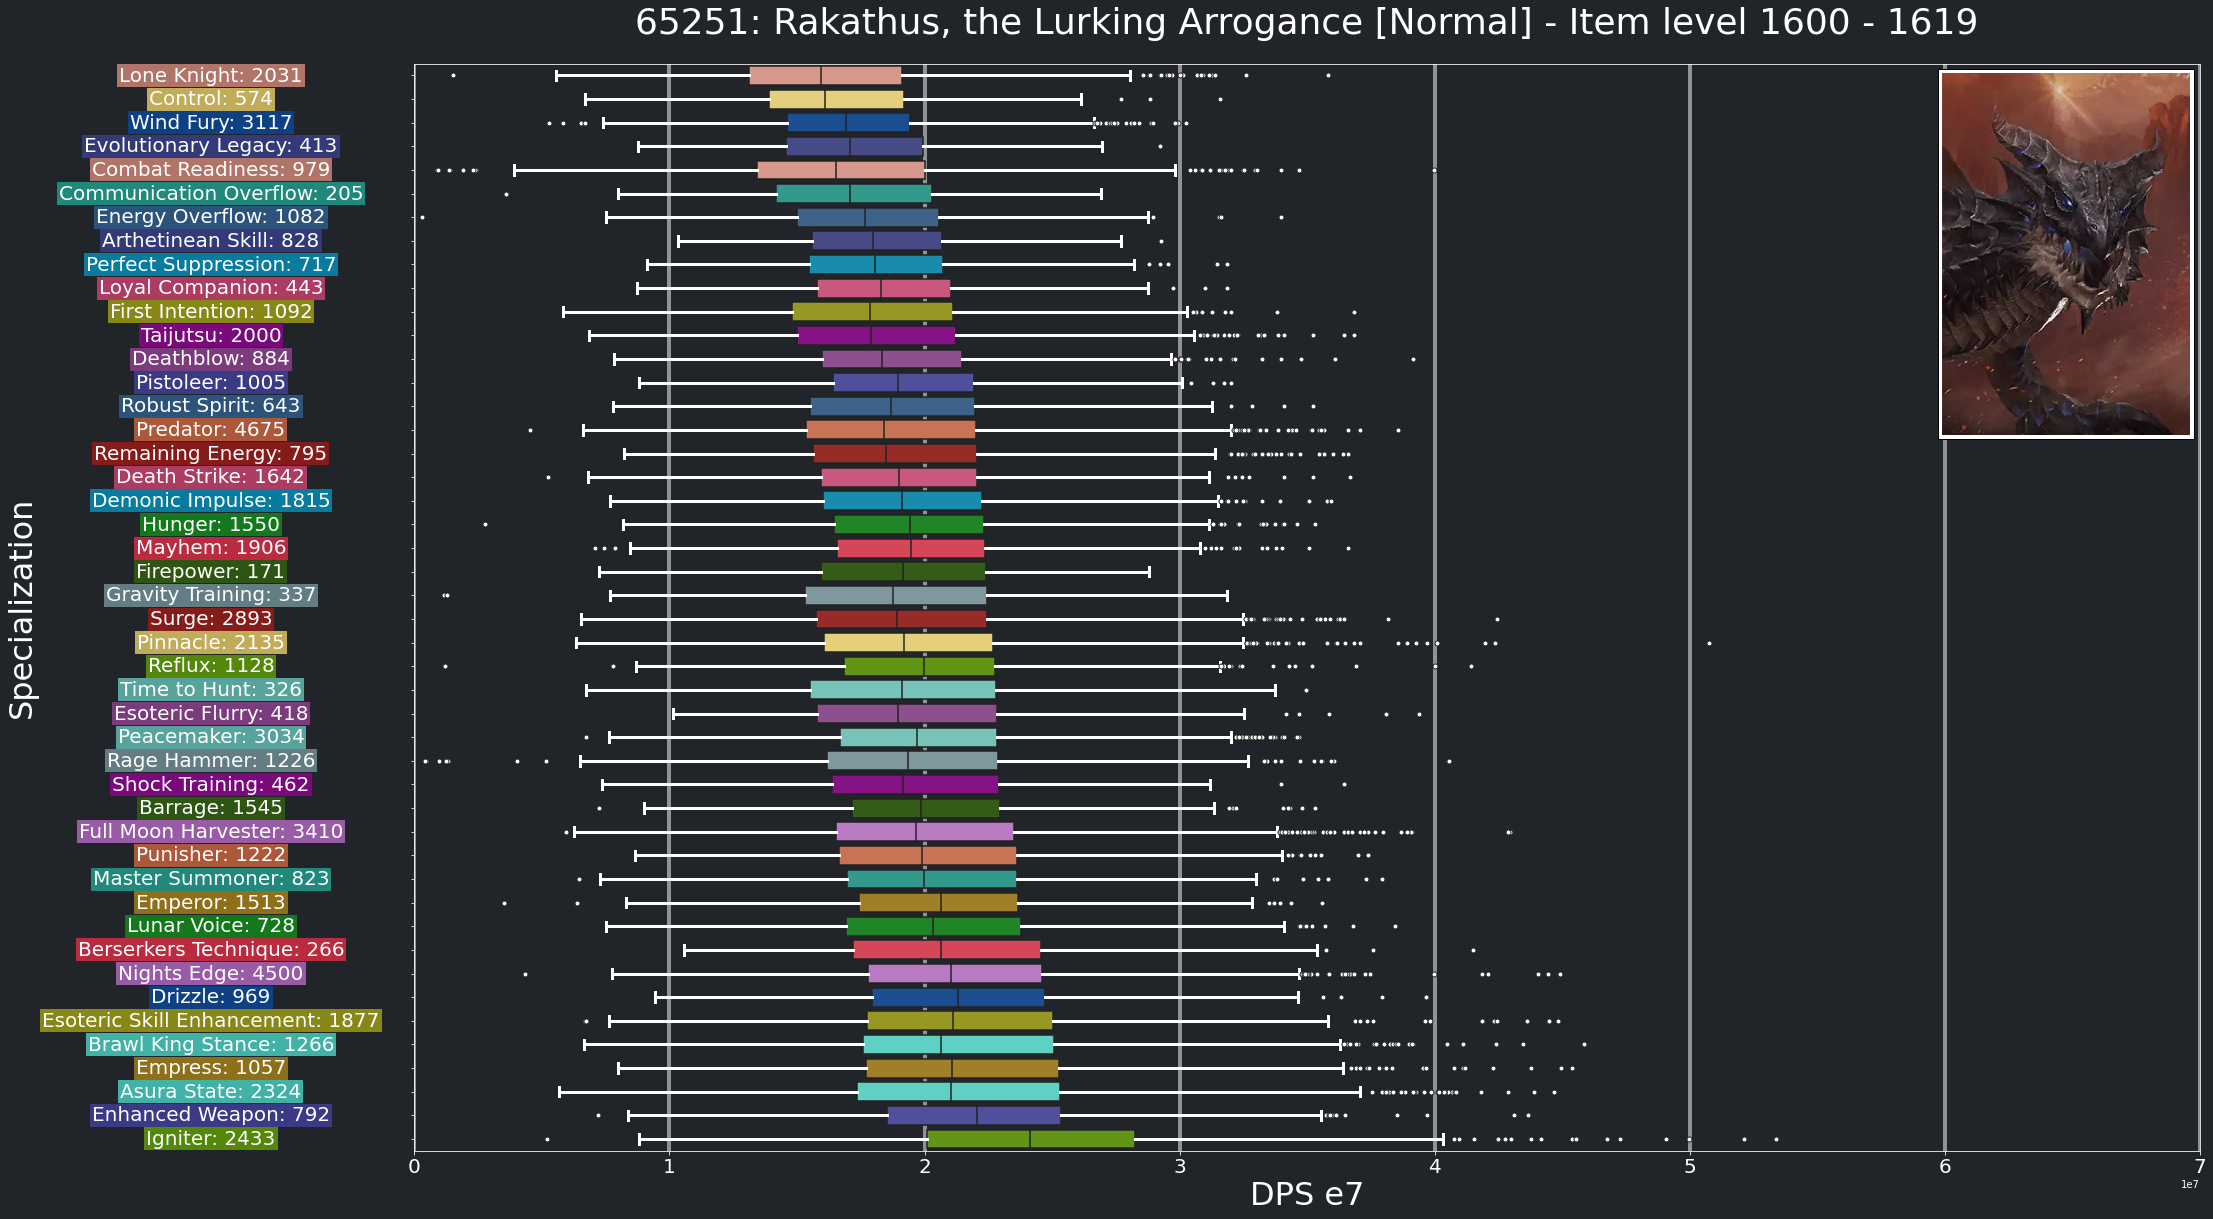 65251: Rakathus, the Lurking Arrogance [Normal] - Item level 1600 - 1619
Specialization
Lone Knight: 2031
Control: 574
Wind Fury: 3117
Evolutionary Legacy: 413
Combat Readiness: 979
Communication Overflow: 205
Energy Overflow: 1082
Arthetinean Skill: 828
Perfect Suppression: 717
Loyal Companion: 443
First Intention: 1092
Taijutsu: 2000
Deathblow: 884
Pistoleer: 1005
Robust Spirit: 643
Predator: 4675
Remaining Energy: 795
Death Strike: 1642
Demonic Impulse: 1815
Hunger: 1550
Mayhem: 1906
Firepower: 171
Gravity Training: 337
Surge: 2893
Pinnacle: 2135
Reflux: 1128
Time to Hunt: 326
Esoteric Flurry: 418
Peacemaker: 3034
Rage Hammer: 1226
Shock Training: 462
Barrage: 1545
Full Moon Harvester: 3410
Punisher: 1222
Master Summoner: 823
Emperor: 1513
Lunar Voice: 728
Berserkers Technique: 266
Nights Edge: 4500
Drizzle: 969
Esoteric Skill Enhancement: 1877
Brawl King Stance: 1266
Empress: 1057
Asura State: 2324
Enhanced Weapon: 792
Igniter: 2433
0 1 2 3 4 5 6 7
1e7
DPS e7